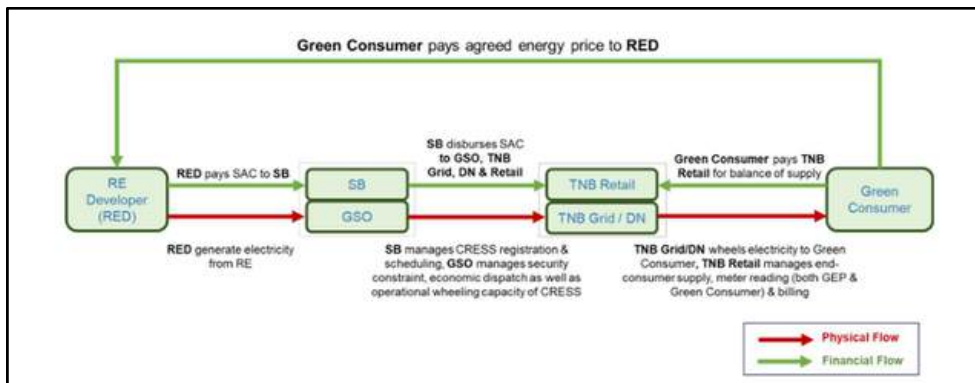 Green Consumer pays agreed energy price to RED
SB disburses SAC
to GSO, TNB
Grid, DN & Retail
RED pays SAC to SB
Green Consumer pays TNB
Retail for balance of supply
RE
Developer
(RED)
SB
GSO
TNB Retail
TNB Grid / DN
Green
Consumer
RED generate electricity
from RE
SB manages CRESS registration &
scheduling, GSO manages security
constraint, economic dispatch as well as
operational wheeling capacity of CRESS
TNB Grid/DN wheels electricity to Green
Consumer, TNB Retail manages end-
consumer supply, meter reading (both GEP &
Green Consumer) & billing
Physical Flow
Financial Flow